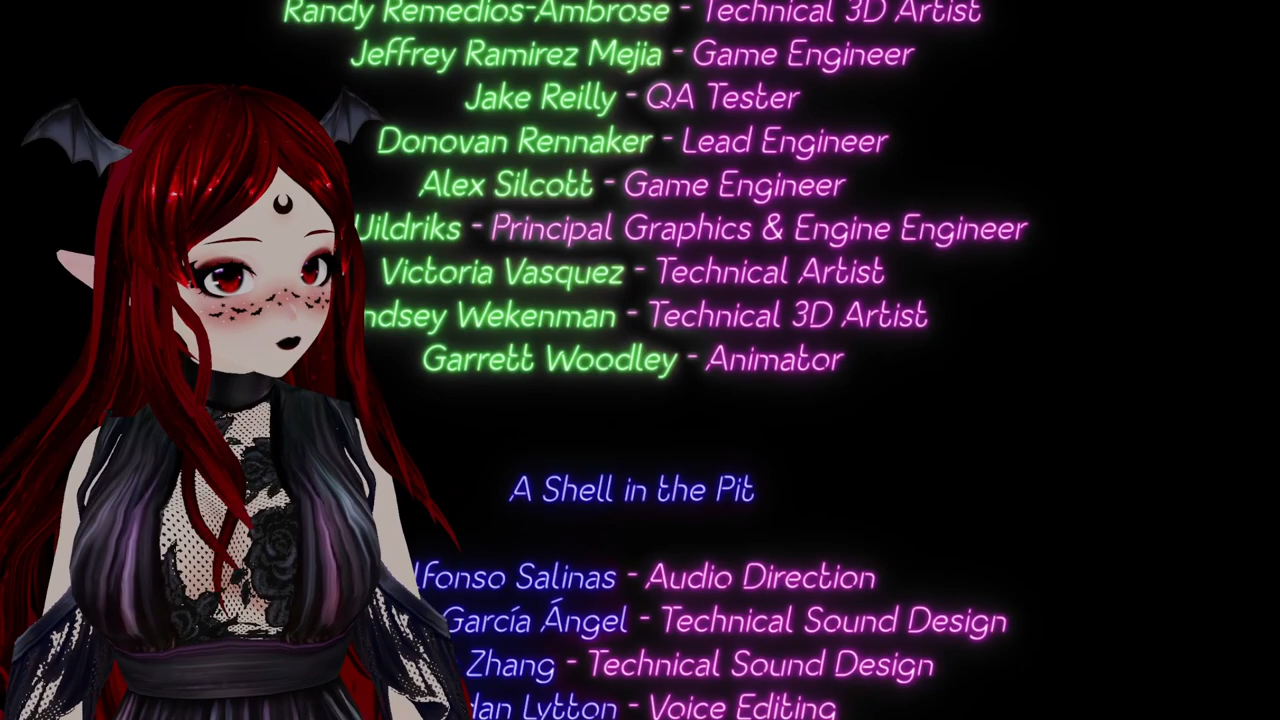 Randy Remedios-Ambrose - Technical 3D Artist
Jeffrey Ramirez Mejia - Game Engineer
Jake Reilly - QA Tester
Donovan Rennaker - Lead Engineer
Alex Silcott - Game Engineer
Uildriks - Principal Graphics & Engine Engineer
Victoria Vasquez - Technical Artist
ndsey Wekenman - Technical 3D Artist
Garrett Woodley - Animator
A Shell in the Pit
lfonso Salinas - Audio Direction
García Ángel - Technical Sound Design
Zhang - Technical Sound Design
dan Lytton - Voice Editing